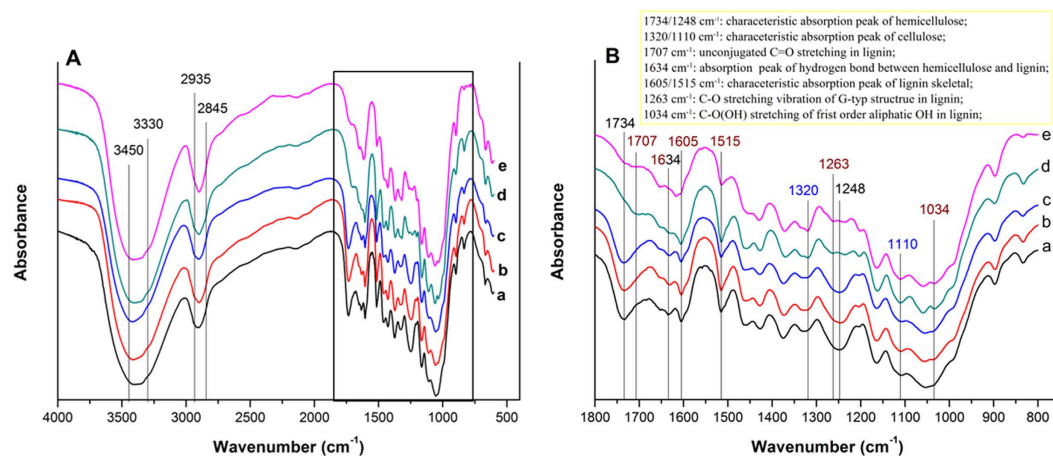 A
2935
2845
3330
3450
e
d
c
b
a
Absorbance
4000 3500 3000 2500 2000 1500 1000 500
Wavenumber (cm⁻¹)
1734/1248 cm⁻¹: characeteristic absorption peak of hemicellulose;
1320/1110 cm⁻¹: characeteristic absorption peak of cellulose;
1707 cm⁻¹: unconjugated C=O stretching in lignin;
1634 cm⁻¹: absorption peak of hydrogen bond between hemicellulose and lignin;
1605/1515 cm⁻¹: characteristic absorption peak of lignin skeletal;
1263 cm⁻¹: C-O stretching vibration of G-typ structrue in lignin;
1034 cm⁻¹: C-O(OH) stretching of frist order aliphatic OH in lignin;
B
1734
1707 1605 1515
1634
1263
1320 1248
1034
1110
e
d
c
b
a
Absorbance
1800 1700 1600 1500 1400 1300 1200 1100 1000 900 800
Wavenumber (cm⁻¹)